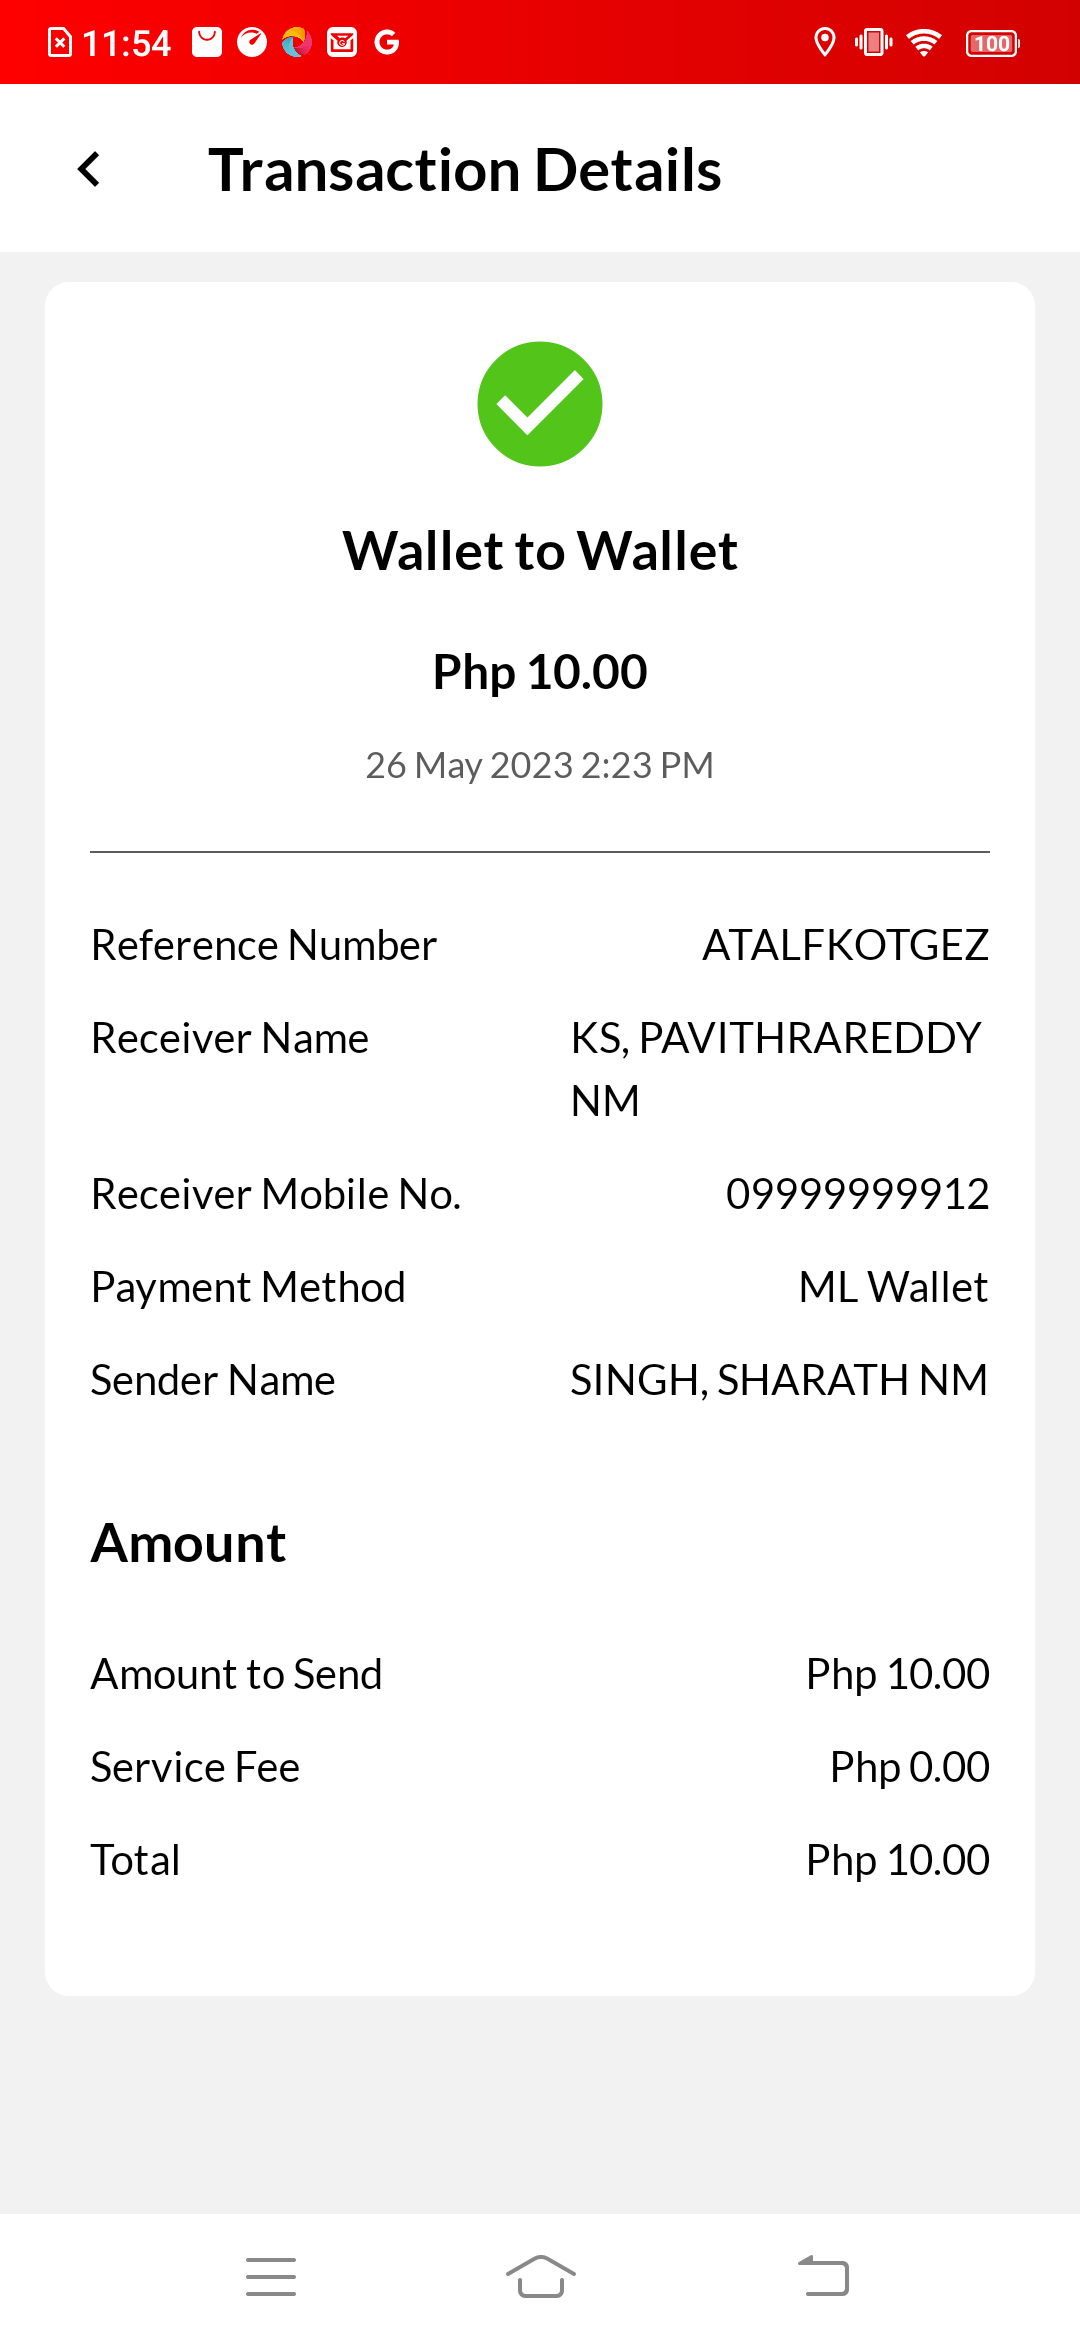 11:54
100
Transaction Details
Wallet to Wallet
Php 10.00
26 May 2023 2:23 PM
Reference Number ATALFKOTGEZ
Receiver Name KS, PAVITHRAREDDY
NM
Receiver Mobile No. 09999999912
Payment Method ML Wallet
Sender Name SINGH, SHARATH NM
Amount
Amount to Send Php 10.00
Service Fee Php 0.00
Total Php 10.00